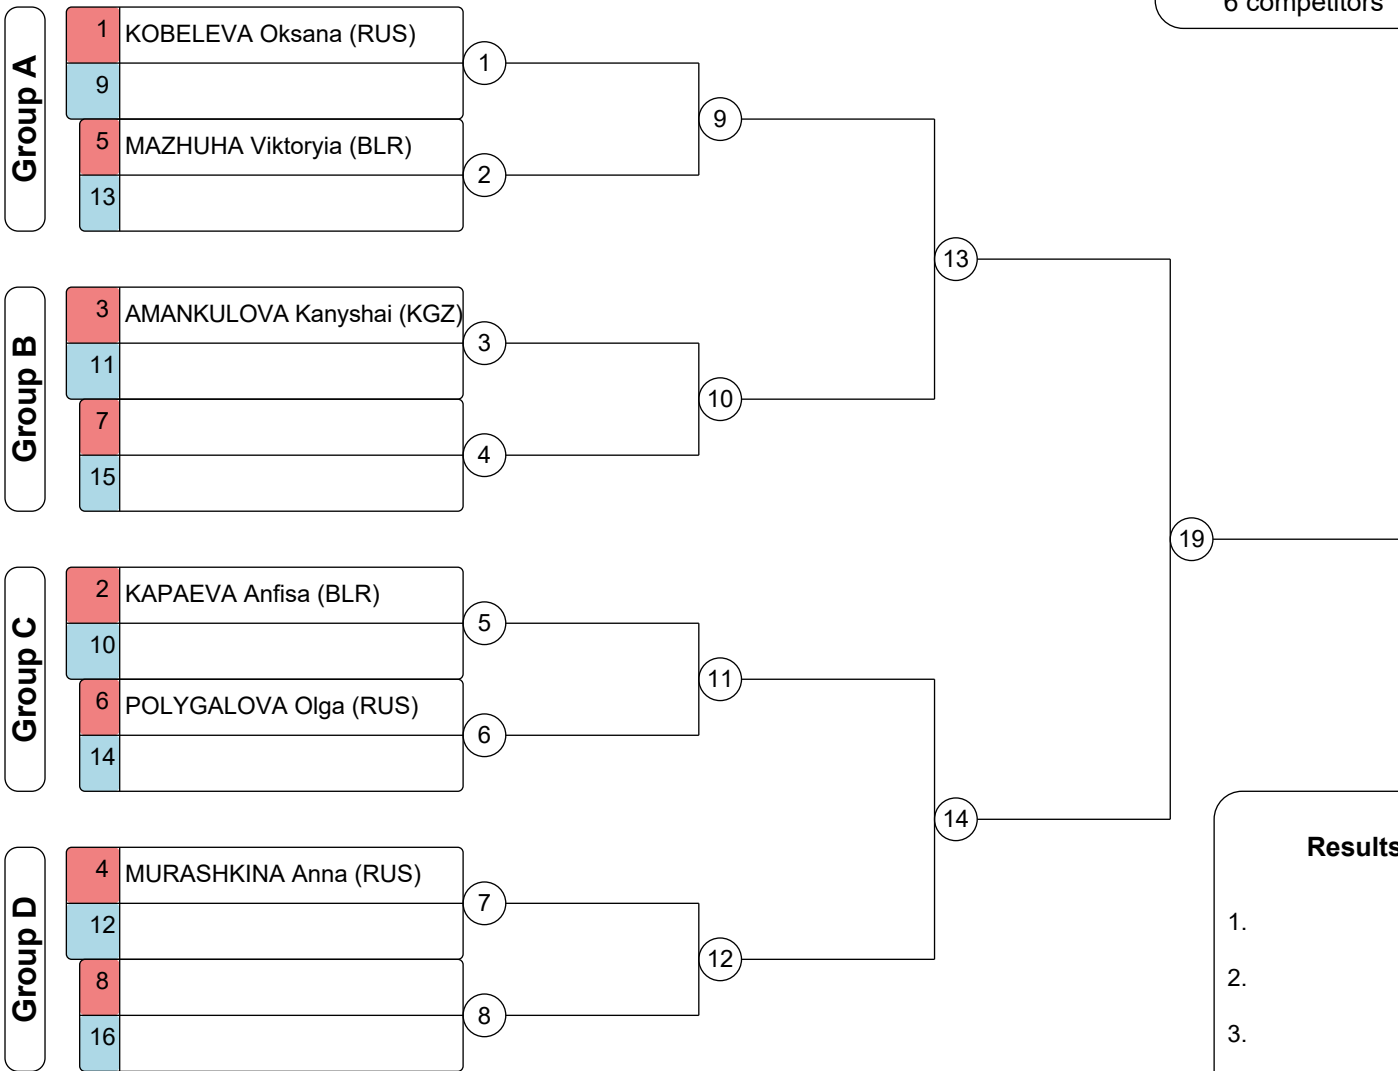 6 competitors
Group A
1 KOBELEVA Oksana (RUS)
9
5 MAZHUHA Viktoryia (BLR)
13
1
2
9
Group B
3 AMANKULOVA Kanyshai (KGZ)
11
7
15
3
4
10
13
Group C
2 KAPAEVA Anfisa (BLR)
10
6 POLYGALOVA Olga (RUS)
14
5
6
11
Group D
4 MURASHKINA Anna (RUS)
12
8
16
7
8
12
14
19
Results
1.
2.
3.